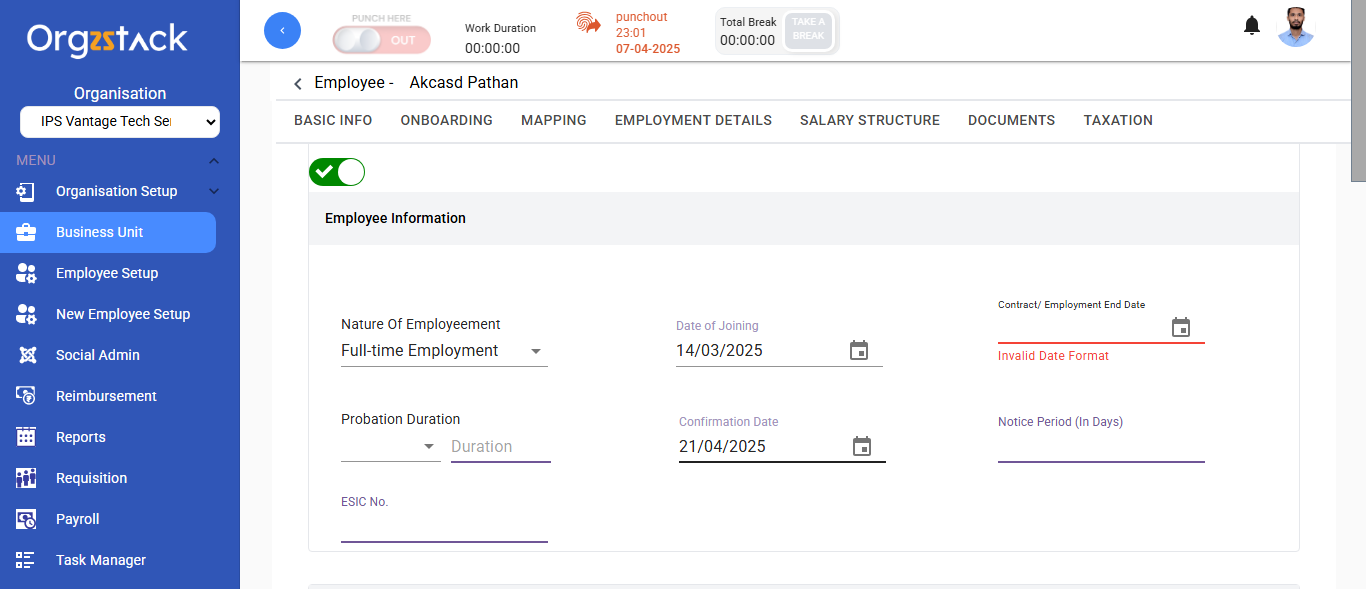 Orgzstack
Organisation
IPS Vantage Tech Ser
MENU
Organisation Setup
Business Unit
Employee Setup
New Employee Setup
Social Admin
Reimbursement
Reports
Requisition
Payroll
Task Manager
PUNCH HERE
OUT
Work Duration
00:00:00
punchout
23:01
07-04-2025
Total Break
00:00:00
TAKE A
BREAK
Employee - Akcasd Pathan
BASIC INFO ONBOARDING MAPPING EMPLOYMENT DETAILS SALARY STRUCTURE DOCUMENTS TAXATION
Employee Information
Nature Of Employeement
Full-time Employment
Date of Joining
14/03/2025
Contract/ Employment End Date
Invalid Date Format
Probation Duration
Duration
Confirmation Date
21/04/2025
Notice Period (In Days)
ESIC No.